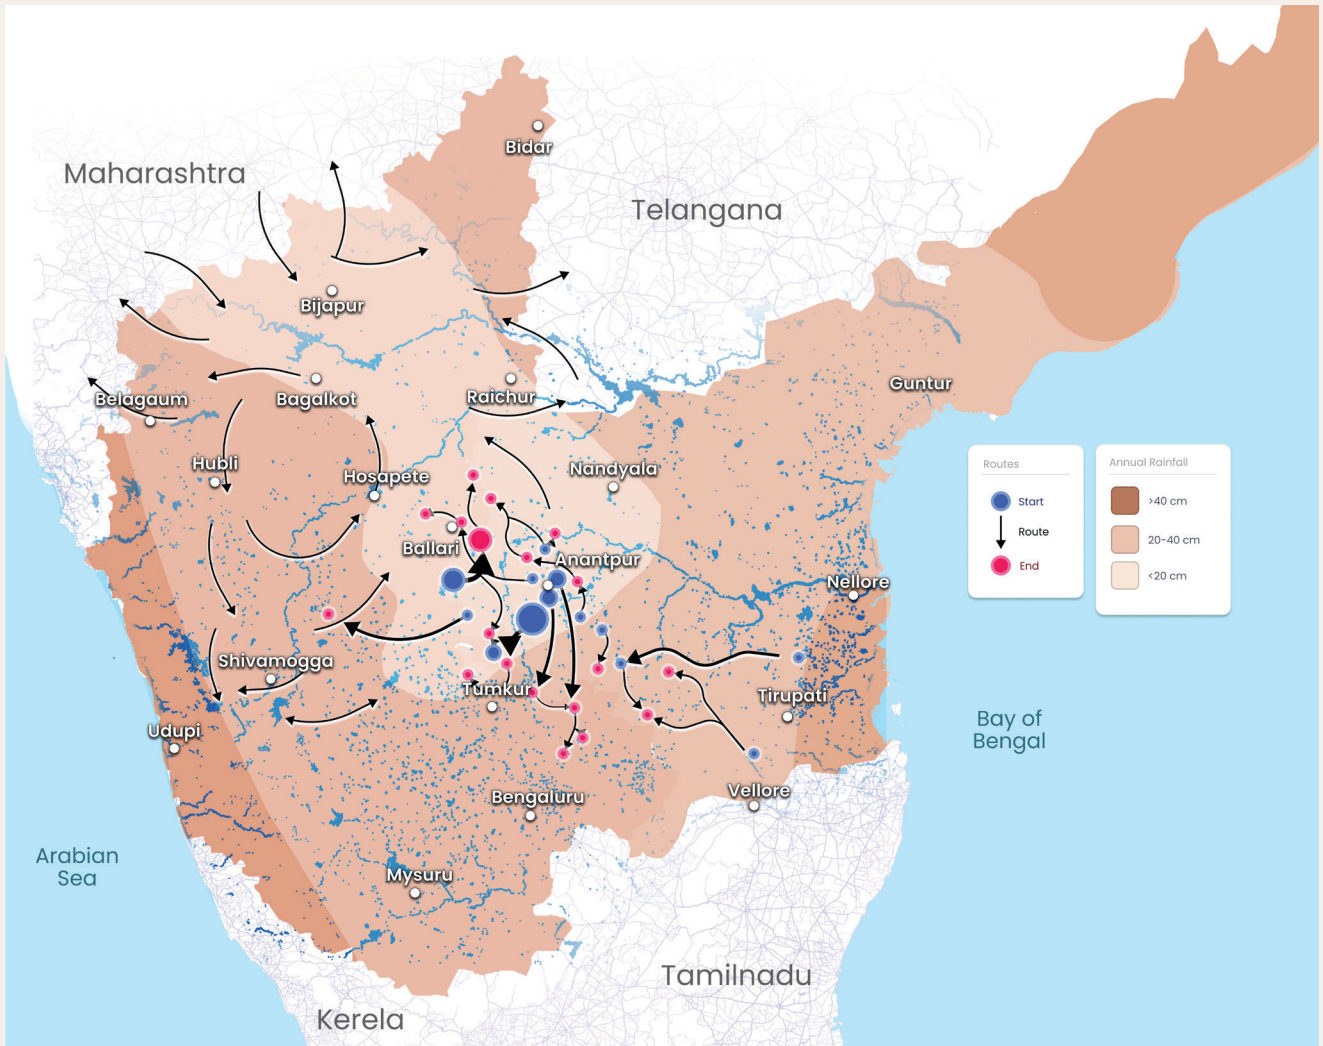 Bidar
Maharashtra
Telangana
Bijapur
Belagaum
Bagalkot
Raichur
Guntur
Hubli
Hosapete
Nandyala
Ballari
Anantpur
Nellore
Shivamogga
Tumkur
Tirupati
Udupi
Bengaluru
Vellore
Mysuru
Arabian
Sea
Bay of
Bengal
Tamilnadu
Kerela
Routes
Start
Route
End
Annual Rainfall
>40 cm
20-40 cm
<20 cm